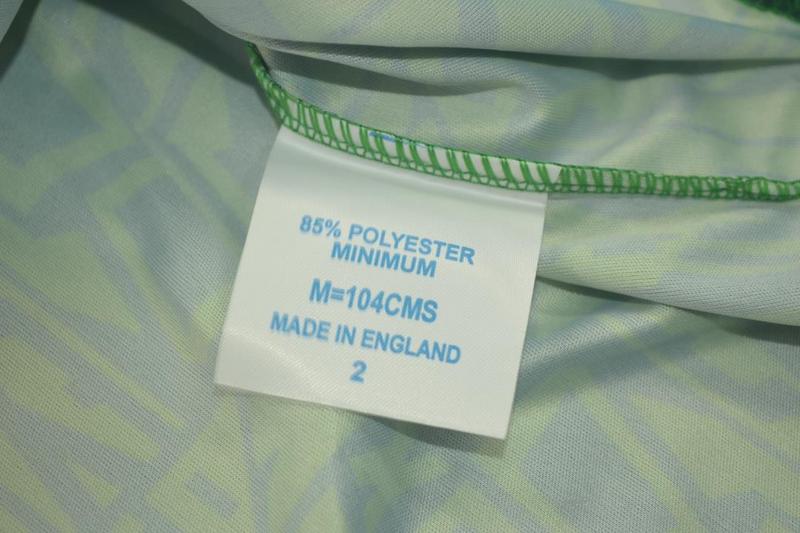 85% POLYESTER
MINIMUM
M=104CMS
MADE IN ENGLAND
2